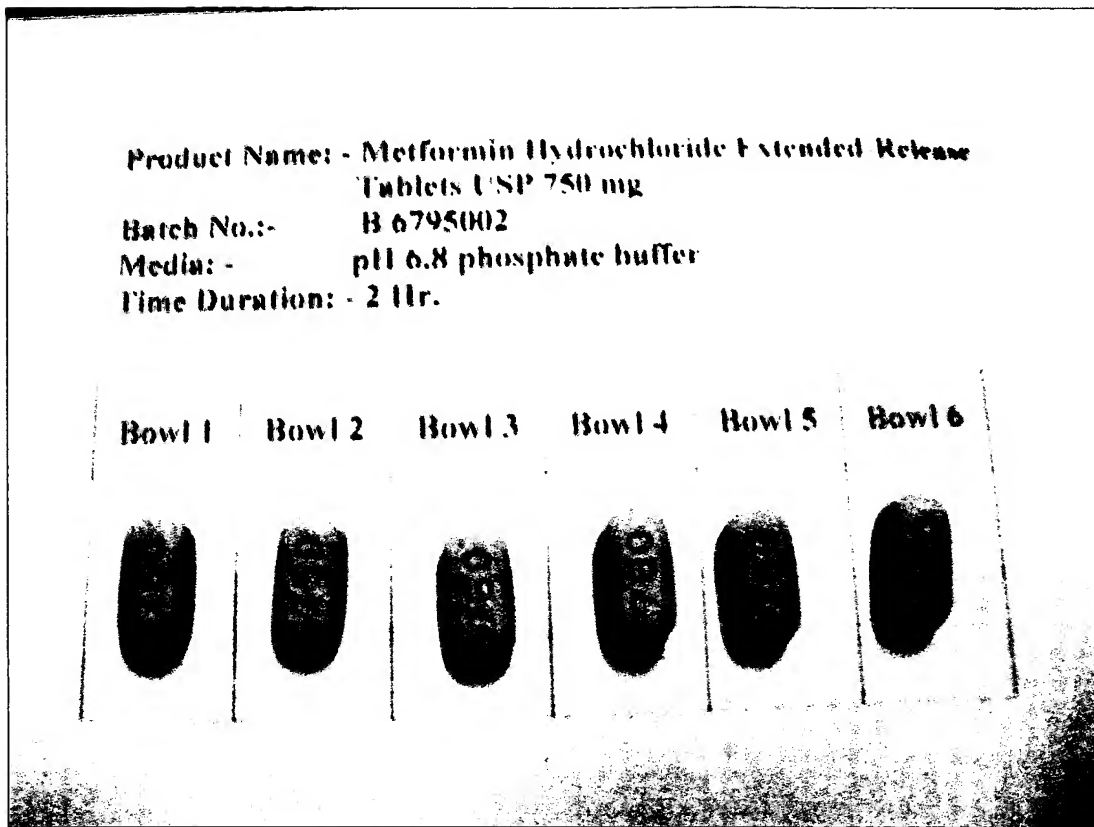 Product Name: - Metformin Hydrochloride Extended Release
Tablets USP 750 mg
Batch No.:- B 6795002
Media: - pH 6.8 phosphate buffer
Time Duration: - 2 Hr.
Bowl 1 Bowl 2 Bowl 3 Bowl 4 Bowl 5 Bowl 6